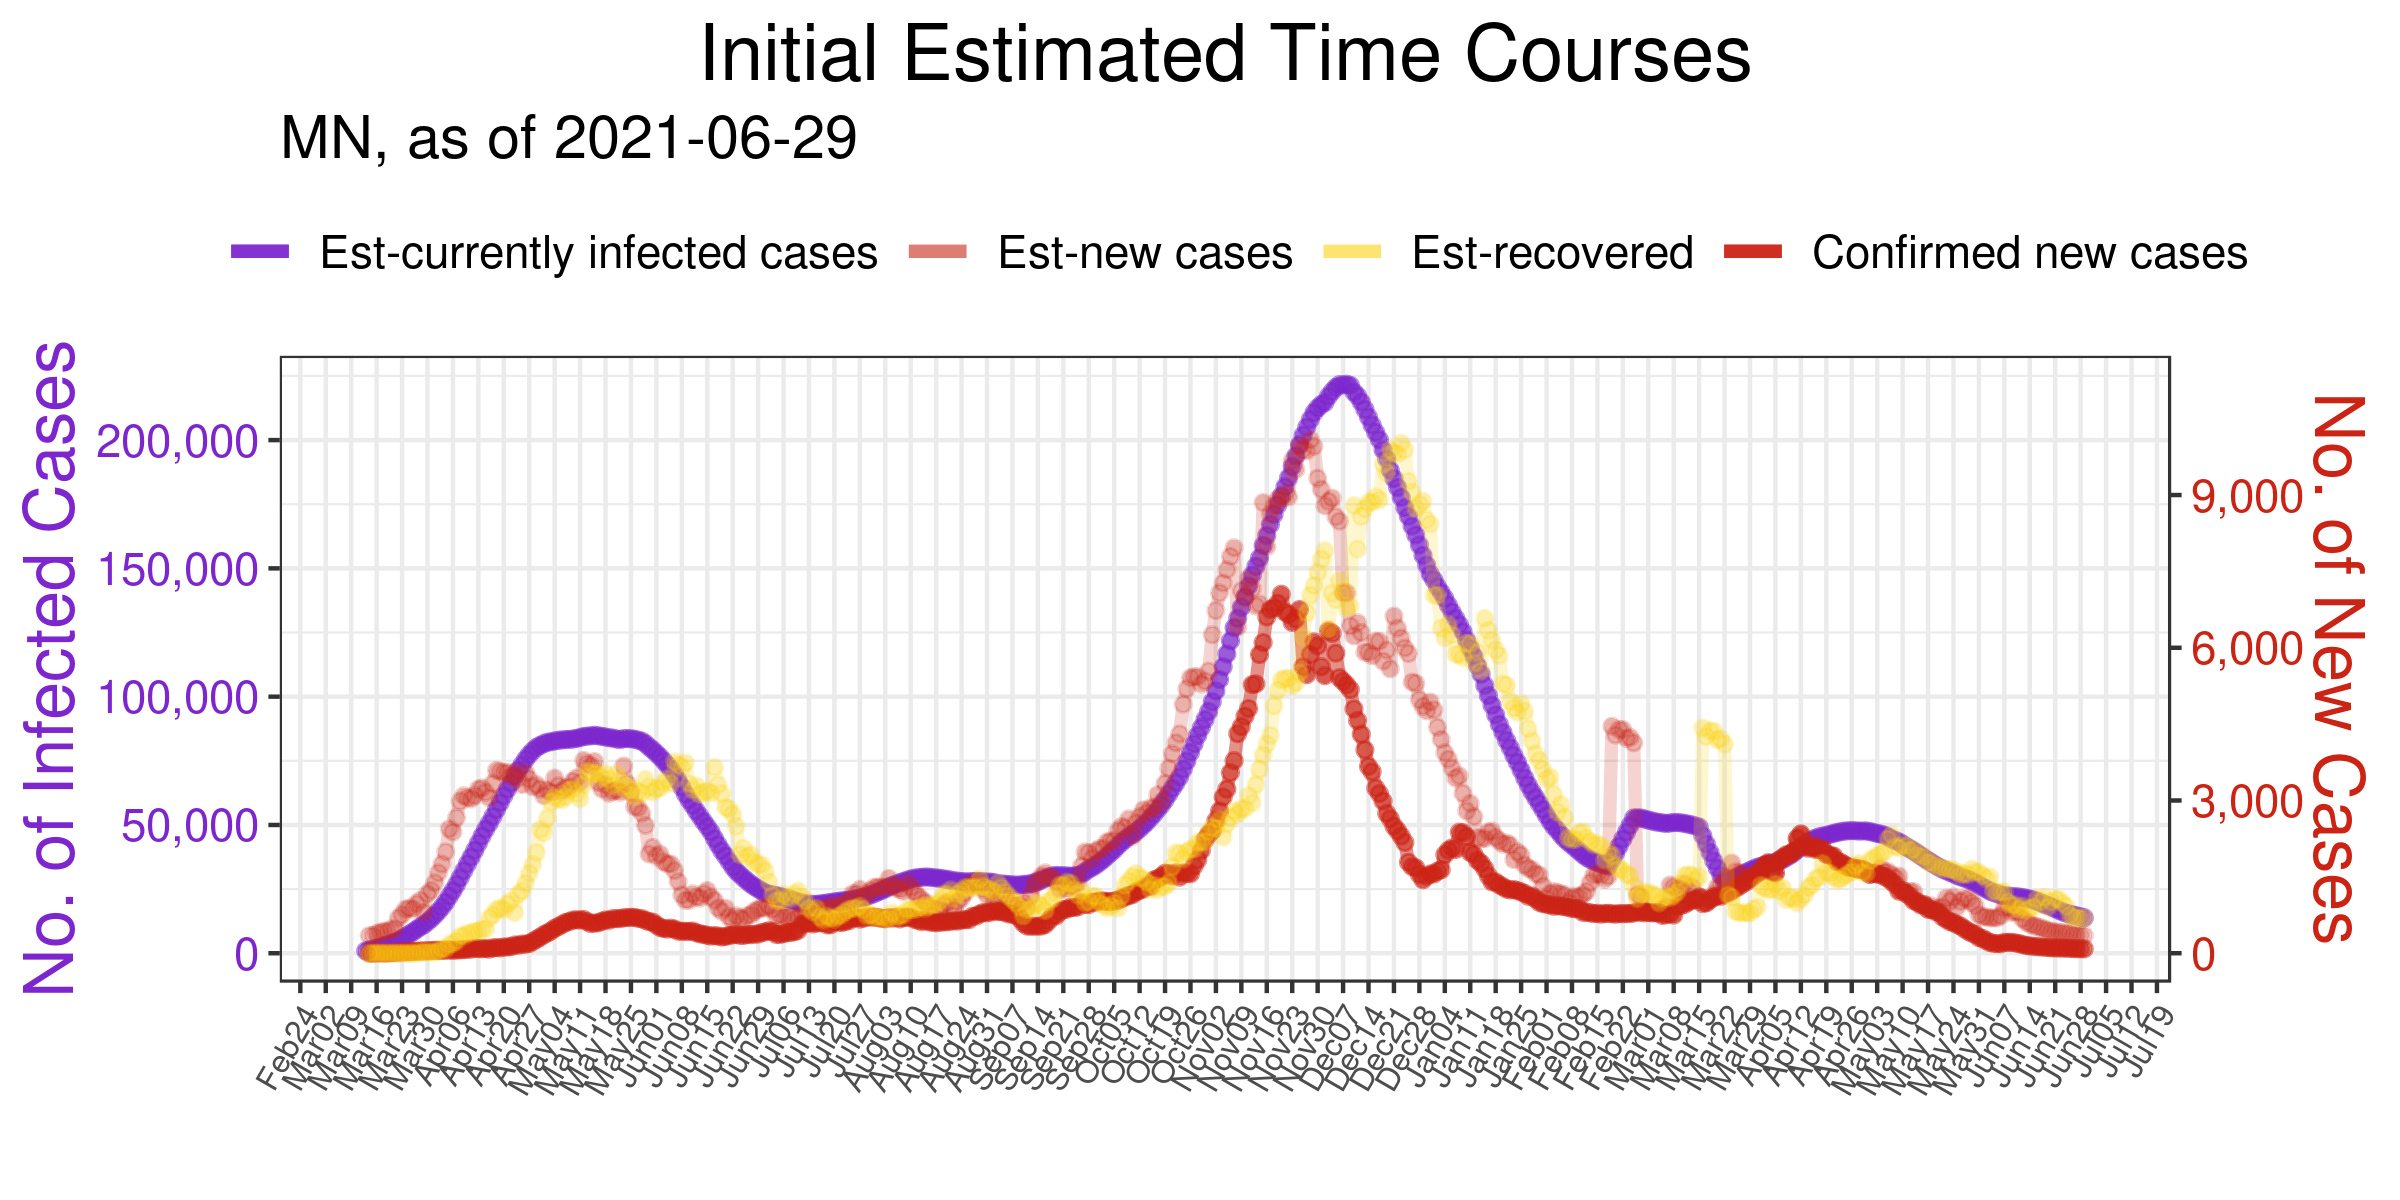 Initial Estimated Time Courses
MN, as of 2021-06-29
Est-currently infected cases Est-new cases Est-recovered Confirmed new cases
No. of Infected Cases
200,000
150,000
100,000
50,000
0
No. of New Cases
9,000
6,000
3,000
0
Feb24
Mar02
Mar09
Mar16
Mar23
Mar30
Apr06
Apr13
Apr20
Apr27
May04
May11
May18
May25
Jun01
Jun08
Jun15
Jun22
Jun29
Jul06
Jul13
Jul20
Jul27
Aug03
Aug10
Aug17
Aug24
Aug31
Sep07
Sep14
Sep21
Sep28
Oct05
Oct12
Oct19
Oct26
Nov02
Nov09
Nov16
Nov23
Nov30
Dec07
Dec14
Dec21
Dec28
Jan04
Jan11
Jan18
Jan25
Feb01
Feb08
Feb15
Feb22
Mar01
Mar08
Mar15
Mar22
Mar29
Apr05
Apr12
Apr19
Apr26
May03
May10
May17
May24
May31
Jun07
Jun14
Jun21
Jun28
Jul05
Jul12
Jul19